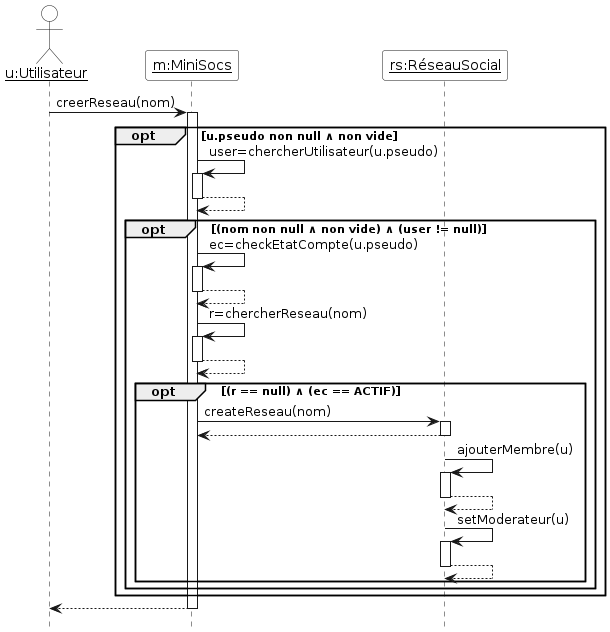 u:Utilisateur
m:MiniSocs
rs:RéseauSocial
creerReseau(nom)
opt [u.pseudo non null ∧ non vide]
user=chercherUtilisateur(u.pseudo)
opt [(nom non null ∧ non vide) ∧ (user != null)]
ec=checkEtatCompte(u.pseudo)
r=chercherReseau(nom)
opt [(r == null) ∧ (ec == ACTIF)]
createReseau(nom)
ajouterMembre(u)
setModerateur(u)